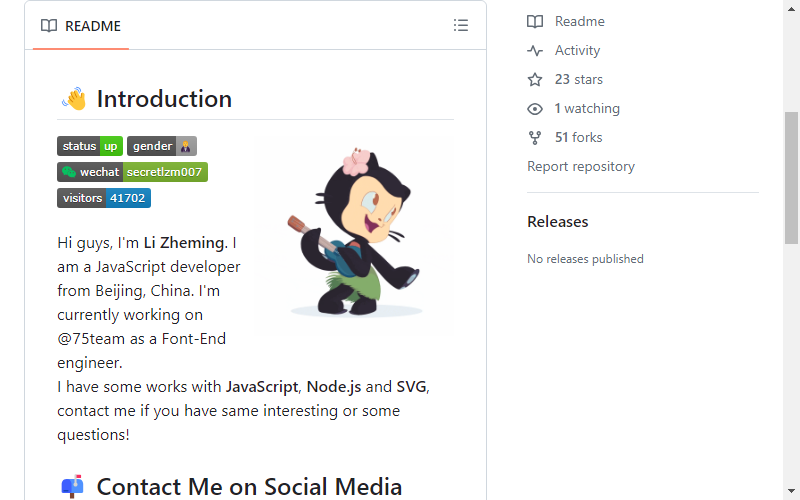 README
Introduction
status up gender
wechat secretlzm007
visitors 41702
Hi guys, I'm Li Zheming. I
am a JavaScript developer
from Beijing, China. I'm
currently working on
@75team as a Font-End
engineer.
I have some works with JavaScript, Node.js and SVG,
contact me if you have same interesting or some
questions!
Contact Me on Social Media
Readme
Activity
23 stars
1 watching
51 forks
Report repository
Releases
No releases published